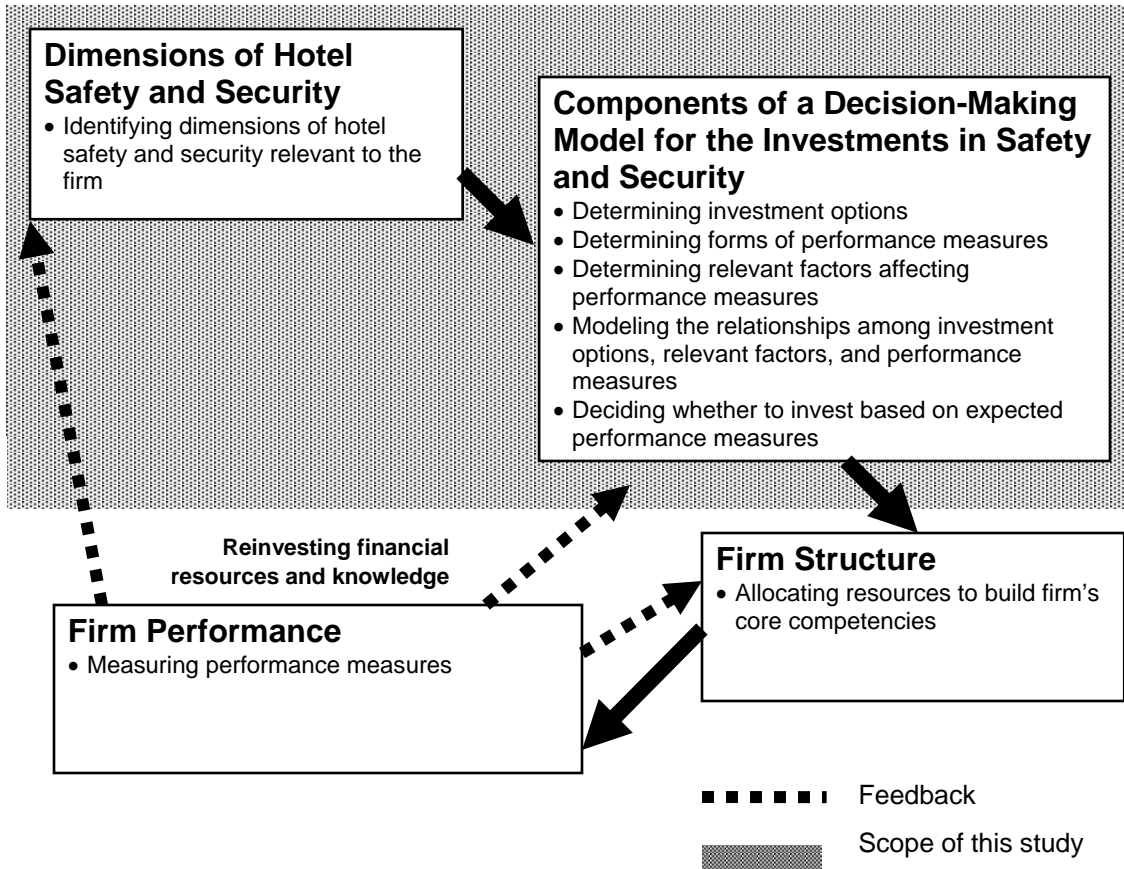 Dimensions of Hotel
Safety and Security
• Identifying dimensions of hotel
safety and security relevant to the
firm
Components of a Decision-Making
Model for the Investments in Safety
and Security
• Determining investment options
• Determining forms of performance measures
• Determining relevant factors affecting
performance measures
• Modeling the relationships among investment
options, relevant factors, and performance
measures
• Deciding whether to invest based on expected
performance measures
Reinvesting financial
resources and knowledge
Firm Structure
• Allocating resources to build firm’s
core competencies
Firm Performance
• Measuring performance measures
Feedback
Scope of this study